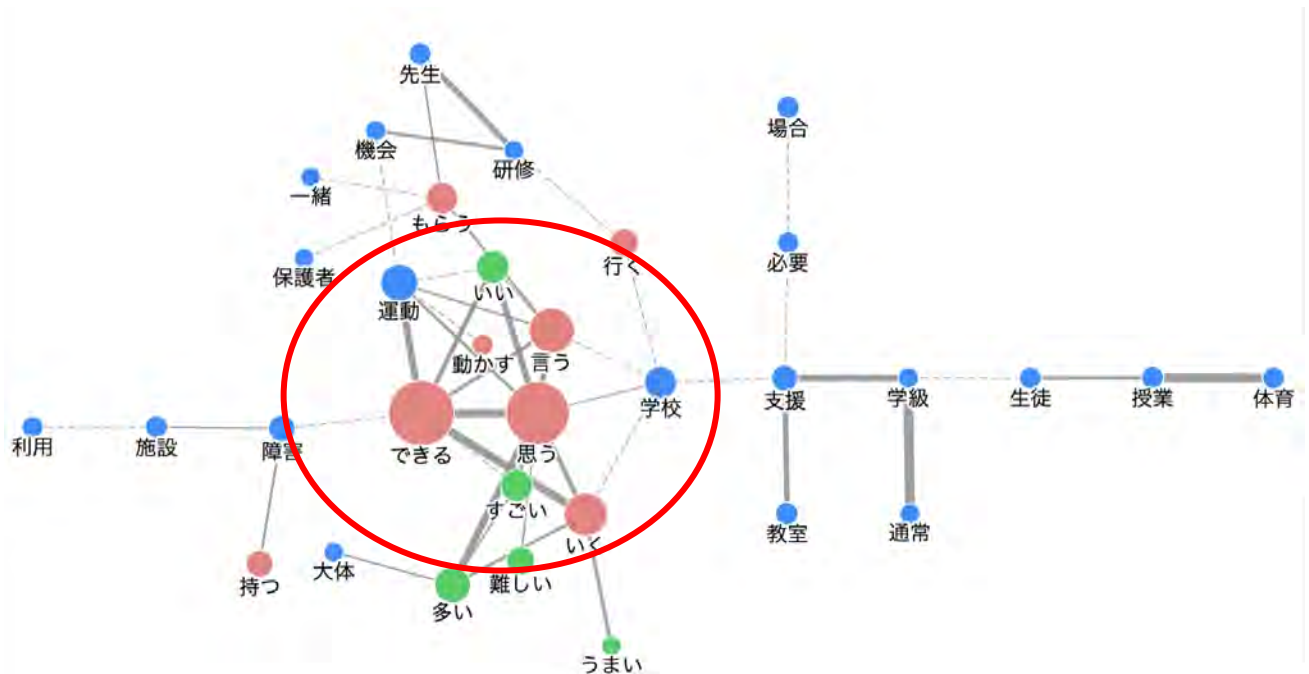 先生
場合
機会
研修
一緒
もらう
行く
必要
保護者
いい
運動
動かす
言う
学校
支援
学級
生徒
授業
体育
利用
施設
障害
できる
思う
すごい
教室
通常
いく
持つ
大体
難しい
多い
うまい